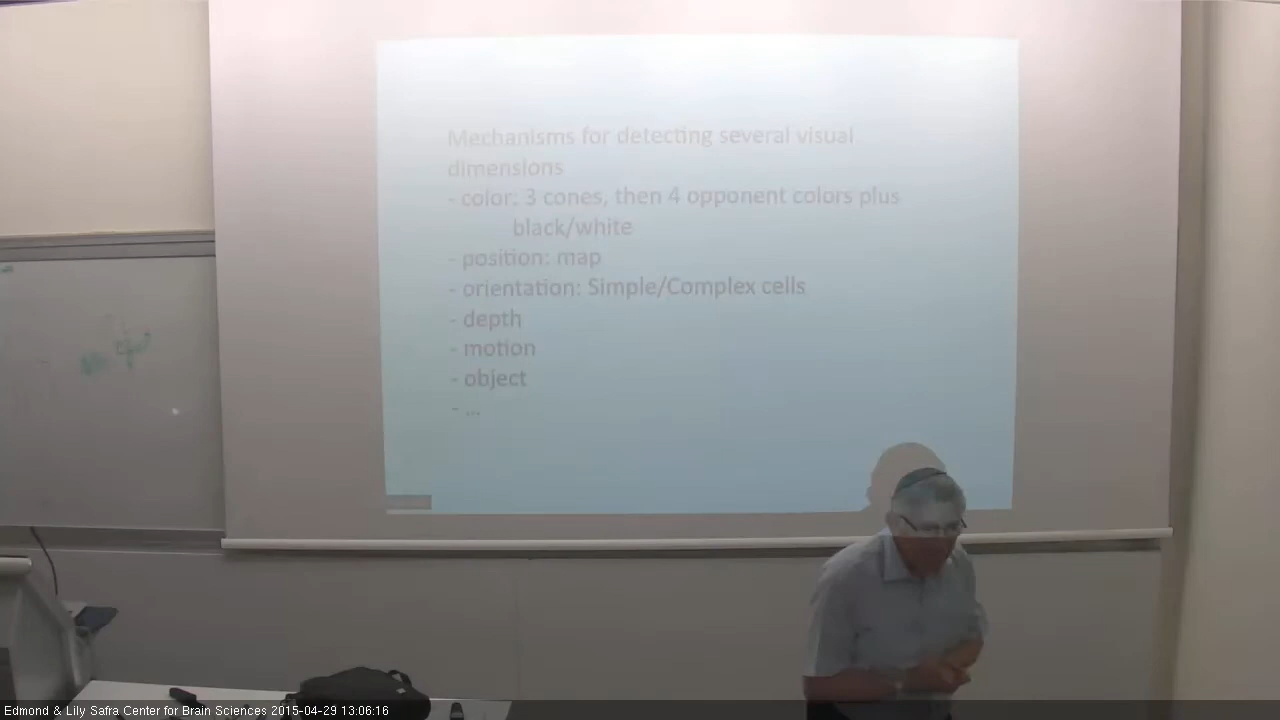 Mechanisms for detecting several visual
dimensions
- color: 3 cones, then 4 opponent colors plus
black/white
- position: map
- orientation: Simple/Complex cells
- depth
- motion
- object
- ...
Edmond & Lily Safra Center for Brain Sciences 2015-04-29 13:06:16